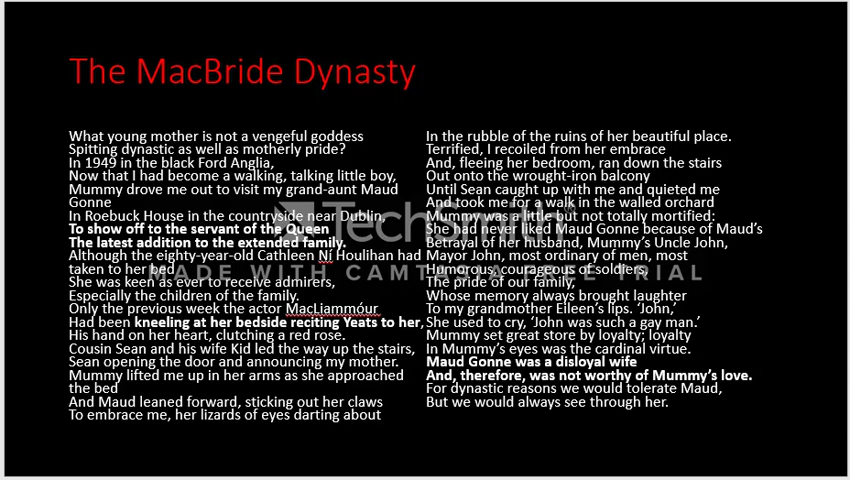 The MacBride Dynasty
What young mother is not a vengeful goddess
Spitting dynastic as well as motherly pride?
In 1949 in the black Ford Anglia,
Now that I had become a walking, talking little boy,
Mummy drove me out to visit my grand-aunt Maud
Gonne
In Roebuck House in the countryside near Dublin,
To show off to the servant of the Queen
The latest addition to the extended family.
Although the eighty-year-old Cathleen Ní Houlihan had
taken to her bed
She was keen as ever to receive admirers,
Especially the children of the family.
Only the previous week the actor MacLiammóur
Had been kneeling at her bedside reciting Yeats to her,
His hand on her heart, clutching a red rose.
Cousin Sean and his wife Kid led the way up the stairs,
Sean opening the door and announcing my mother.
Mummy lifted me up in her arms as she approached
the bed
And Maud leaned forward, sticking out her claws
To embrace me, her lizards of eyes darting about
In the rubble of the ruins of her beautiful place.
Terrified, I recoiled from her embrace
And, fleeing her bedroom, ran down the stairs
Out onto the wrought-iron balcony
Until Sean caught up with me and quieted me
And took me for a walk in the walled orchard
Mummy was a little but not totally mortified:
She had never liked Maud Gonne because of Maud's
Betrayal of her husband, Mummy's Uncle John,
Mayor John, most ordinary of men, most
Humorous, courageous of soldiers,
The pride of our family,
Whose memory always brought laughter
To my grandmother Eileen's lips. 'John,'
She used to cry, 'John was such a gay man.'
Mummy set great store by loyalty; loyalty
In Mummy's eyes was the cardinal virtue.
Maud Gonne was a disloyal wife
And, therefore, was not worthy of Mummy's love.
For dynastic reasons we would tolerate Maud,
But we would always see through her.
TechSmith
MADE WITH CAMTASIA FREE TRIAL